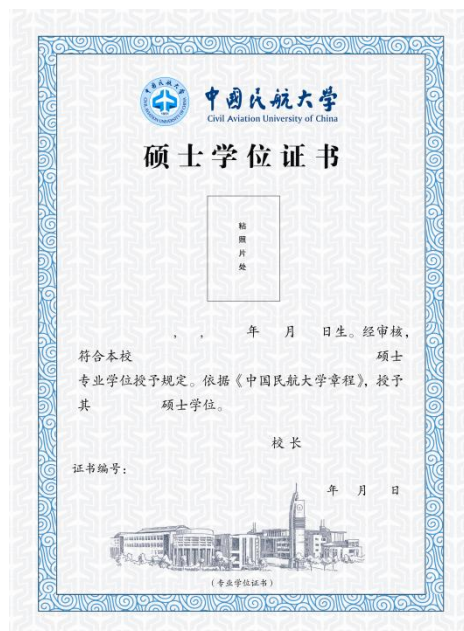 中国民航大学
Civil Aviation University of China
硕士学位证书
粘
照
片
处
， ， 年 月 日生。经审核，
符合本校 硕士
专业学位授予规定。依据《中国民航大学章程》，授予
其 硕士学位。
校长
证书编号：
年 月 日
（专业学位证书）